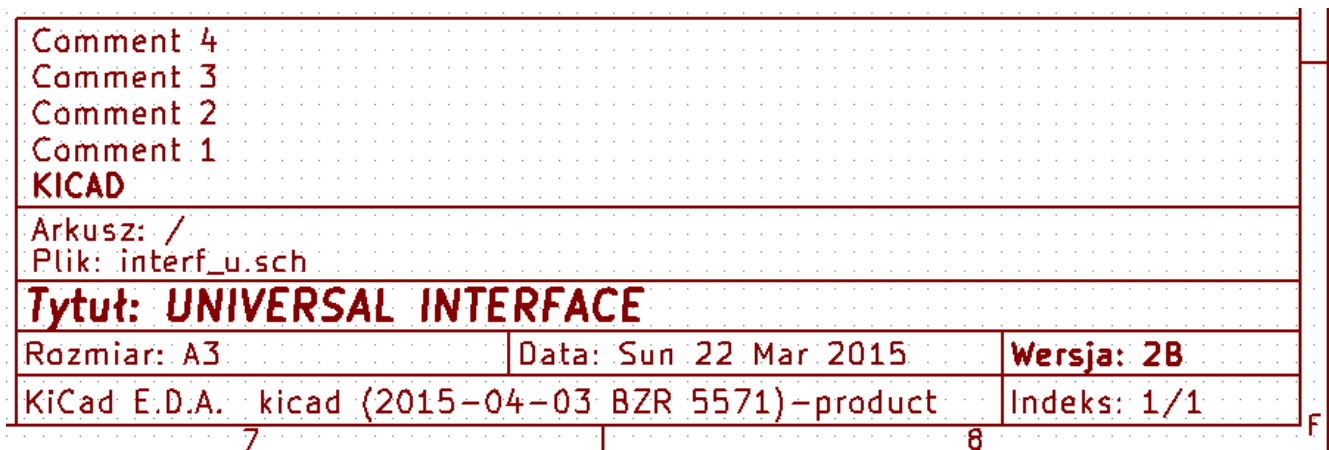 Comment 4
Comment 3
Comment 2
Comment 1
KICAD
Arkusz: /
Plik: interf_u.sch
Tytuł: UNIVERSAL INTERFACE
Rozmiar: A3 Data: Sun 22 Mar 2015 Wersja: 2B
KiCad E.D.A. kicad (2015-04-03 BZR 5571)-product Indeks: 1/1
F
7 8